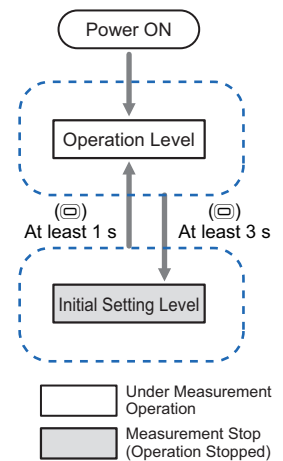 Power ON
Operation Level
(
)
At least 1 s
(
)
At least 3 s
Initial Setting Level
Under Measurement
Operation
Measurement Stop
(Operation Stopped)